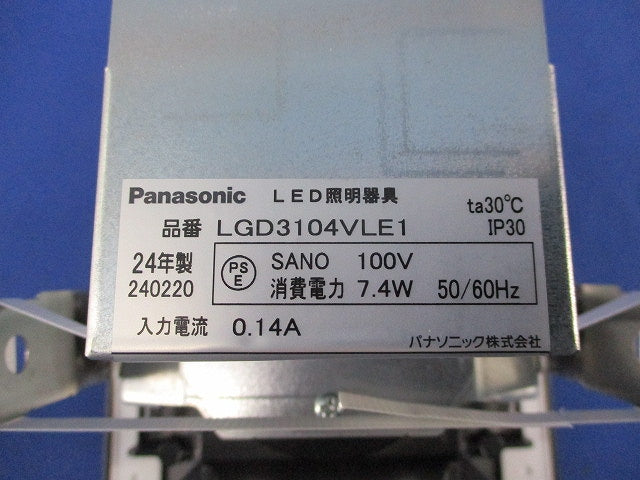 Panasonic LED照明器具
ta30℃
品番 LGD3104VLE1
IP30
24年製
240220
PS
E
SANO 100V
消費電力 7.4W 50/60Hz
入力電流 0.14A
パナソニック株式会社